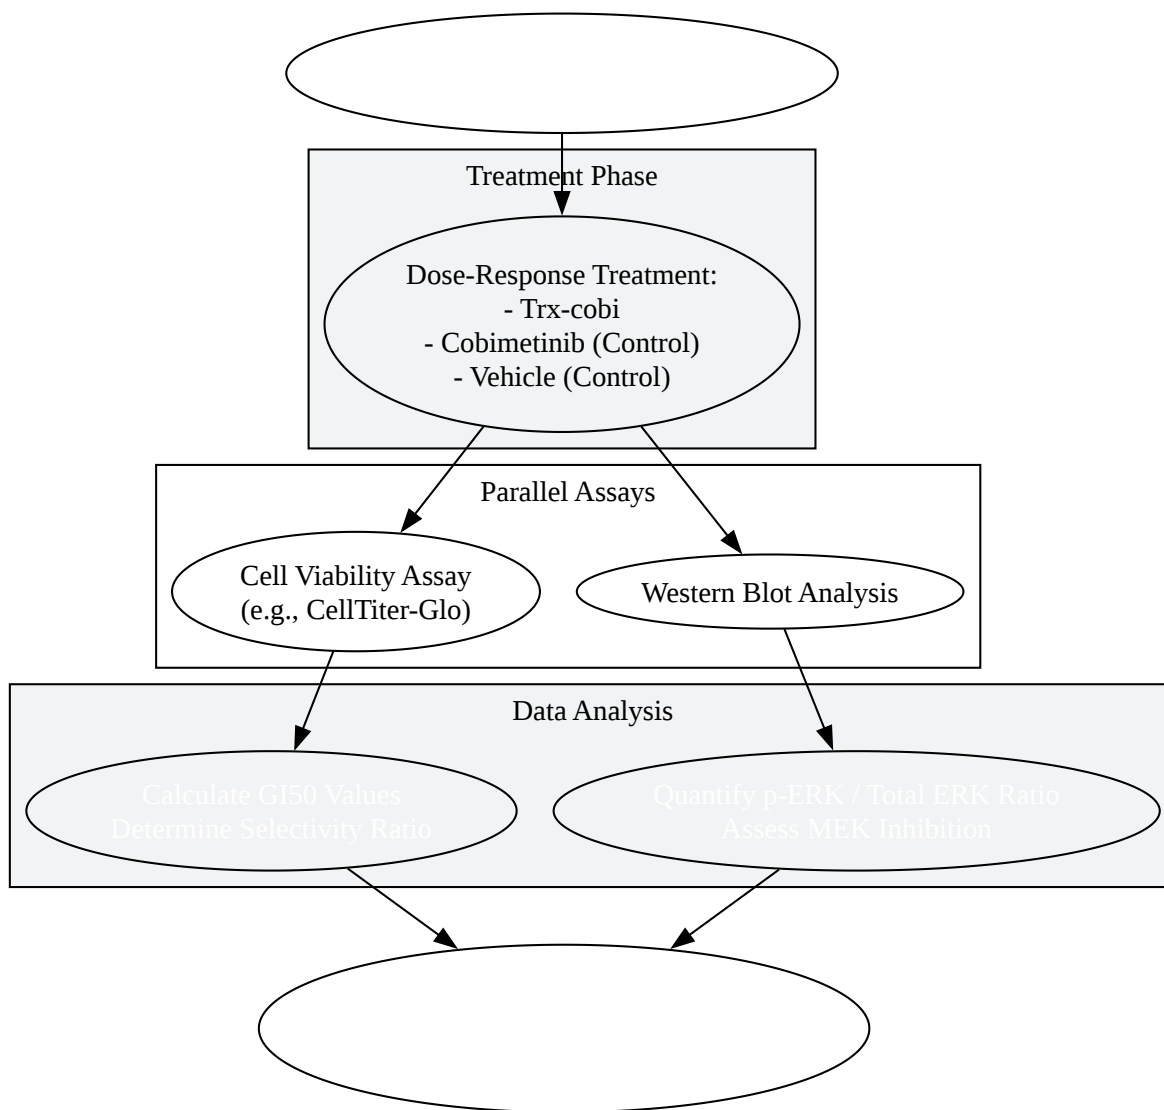 Treatment Phase
Dose-Response Treatment:
- Trx-cobi
- Cobimetinib (Control)
- Vehicle (Control)
Parallel Assays
Cell Viability Assay
(e.g., CellTiter-Glo)
Western Blot Analysis
Data Analysis
Calculate GI50 Values
Determine Selectivity Ratio
Quantify p-ERK / Total ERK Ratio
Assess MEK Inhibition